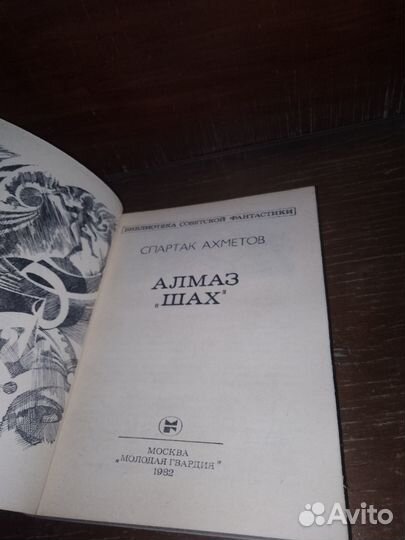 БИБЛИОТЕКА СОВЕТСКОЙ ФАНТАСТИКИ
СПАРТАК АХМЕТОВ
АЛМАЗ
„ШАХ"
МОСКВА
„МОЛОДАЯ ГВАРДИЯ"
1982
Avito